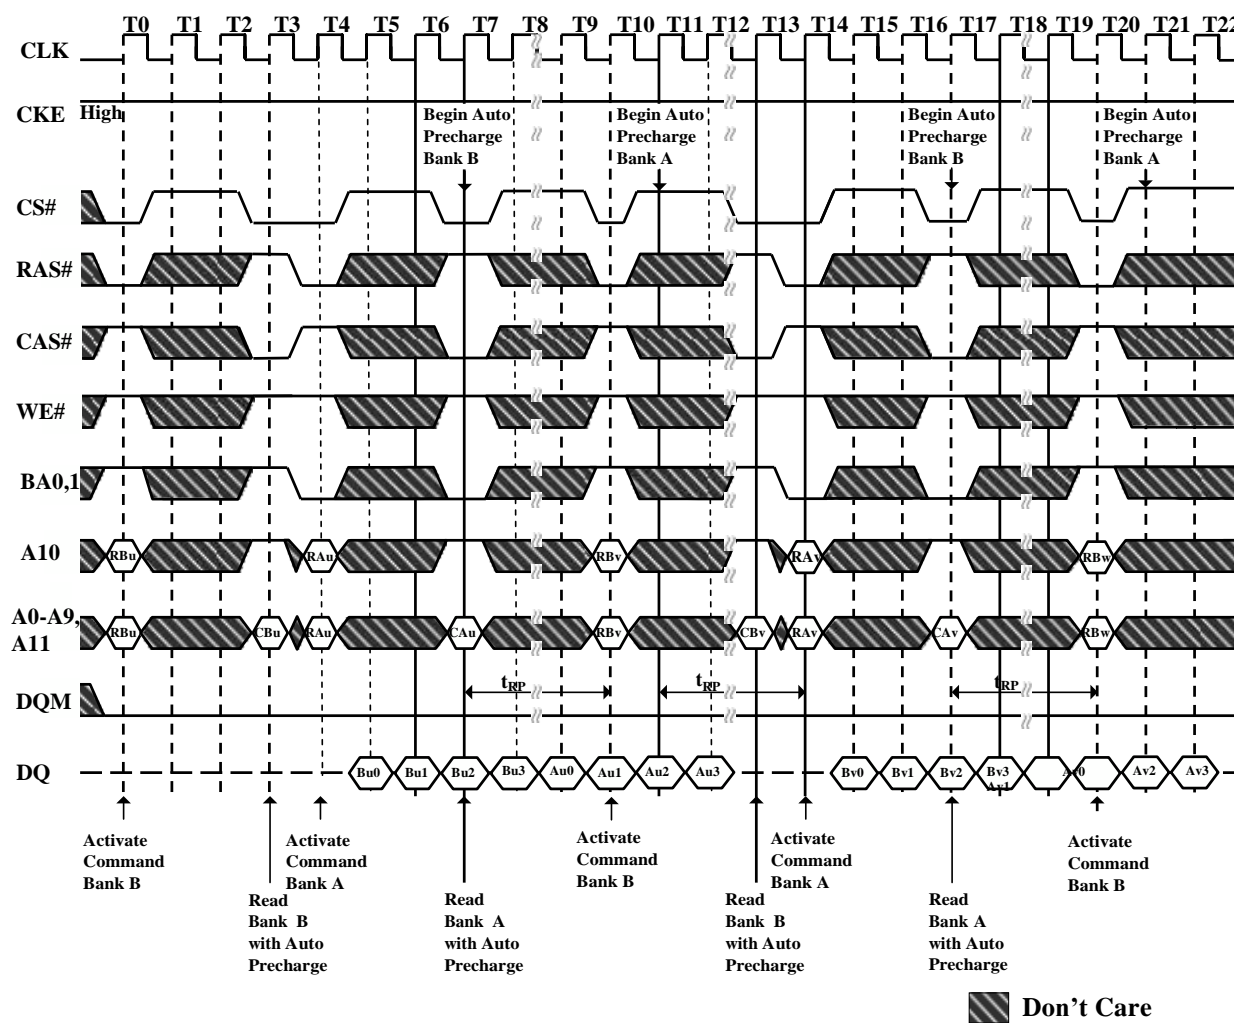 T0 T1 T2 T3 T4 T5 T6 T7 T8 T9 T10 T11 T12 T13 T14 T15 T16 T17 T18 T19 T20 T21 T22
CLK
CKE High
Begin Auto
Precharge
Bank B
Begin Auto
Precharge
Bank A
Begin Auto
Precharge
Bank B
Begin Auto
Precharge
Bank A
CS#
RAS#
CAS#
WE#
BA0,1
A10 RBu RAu RBv RAv RBw
A0-A9,
A11
RBu CBu RAu CAu RBv CBv RAv CAv RBw
tRP tRP tRP
DQM
DQ Bu0 Bu1 Bu2 Bu3 Au0 Au1 Au2 Au3 Bv0 Bv1 Bv2 Bv3 Av0 Av2 Av3
Av1
Activate
Command
Bank B
Activate
Command
Bank A
Activate
Command
Bank B
Activate
Command
Bank A
Activate
Command
Bank B
Read
Bank B
with Auto
Precharge
Read
Bank A
with Auto
Precharge
Read
Bank B
with Auto
Precharge
Read
Bank A
with Auto
Precharge
Don't Care